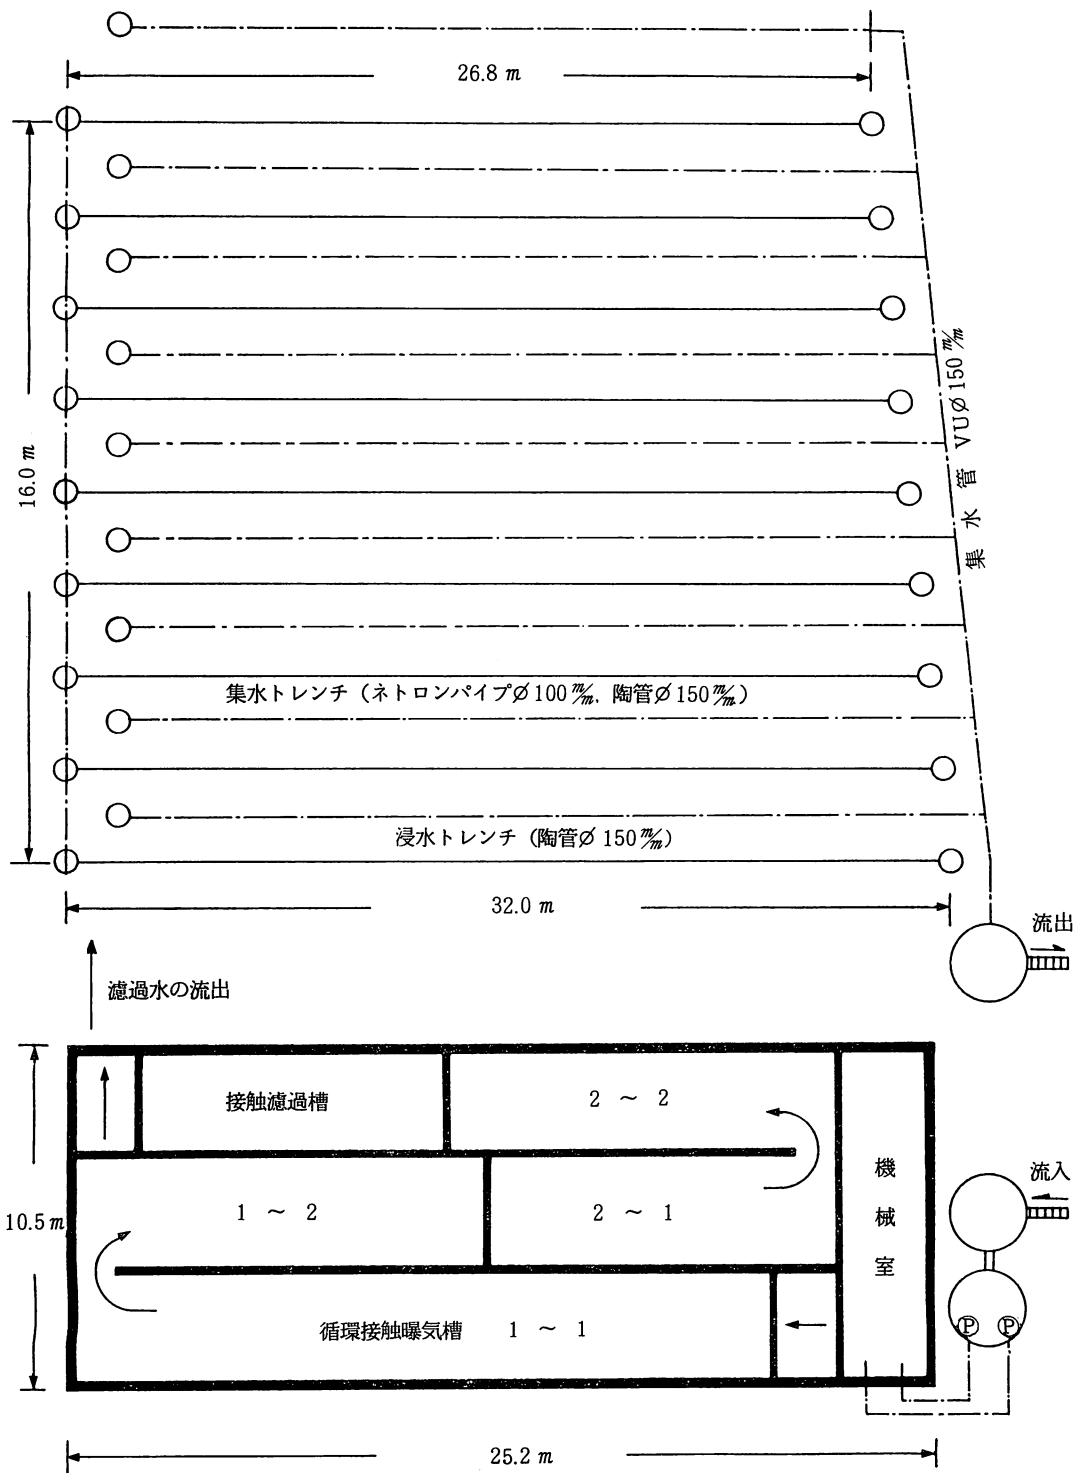 26.8 m
16.0 m
集水管 VUØ150 m/m
集水トレンチ（ネトロンパイプØ100 m/m, 陶管Ø150 m/m）
浸水トレンチ（陶管Ø150 m/m）
32.0 m
流出
濾過水の流出
接触濾過槽
2 ～ 2
機械室
流入
1 ～ 2
2 ～ 1
10.5 m
循環接触曝気槽 1 ～ 1
P P
25.2 m